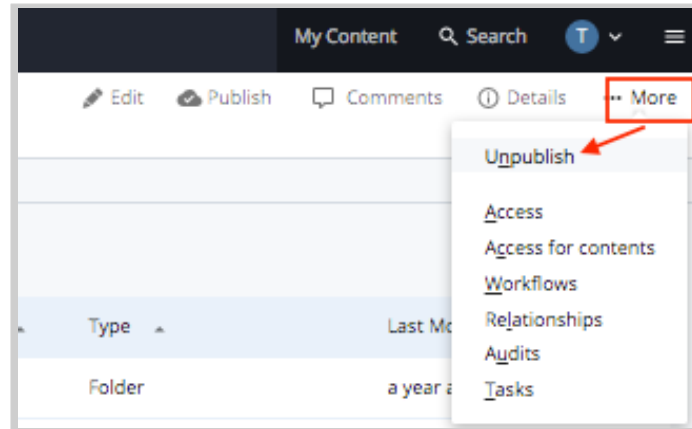 My Content Search T
Edit Publish Comments Details ··· More
Unpublish
Access
Access for contents
Workflows
Relationships
Audits
Tasks
Type Last Mo
Folder a year a